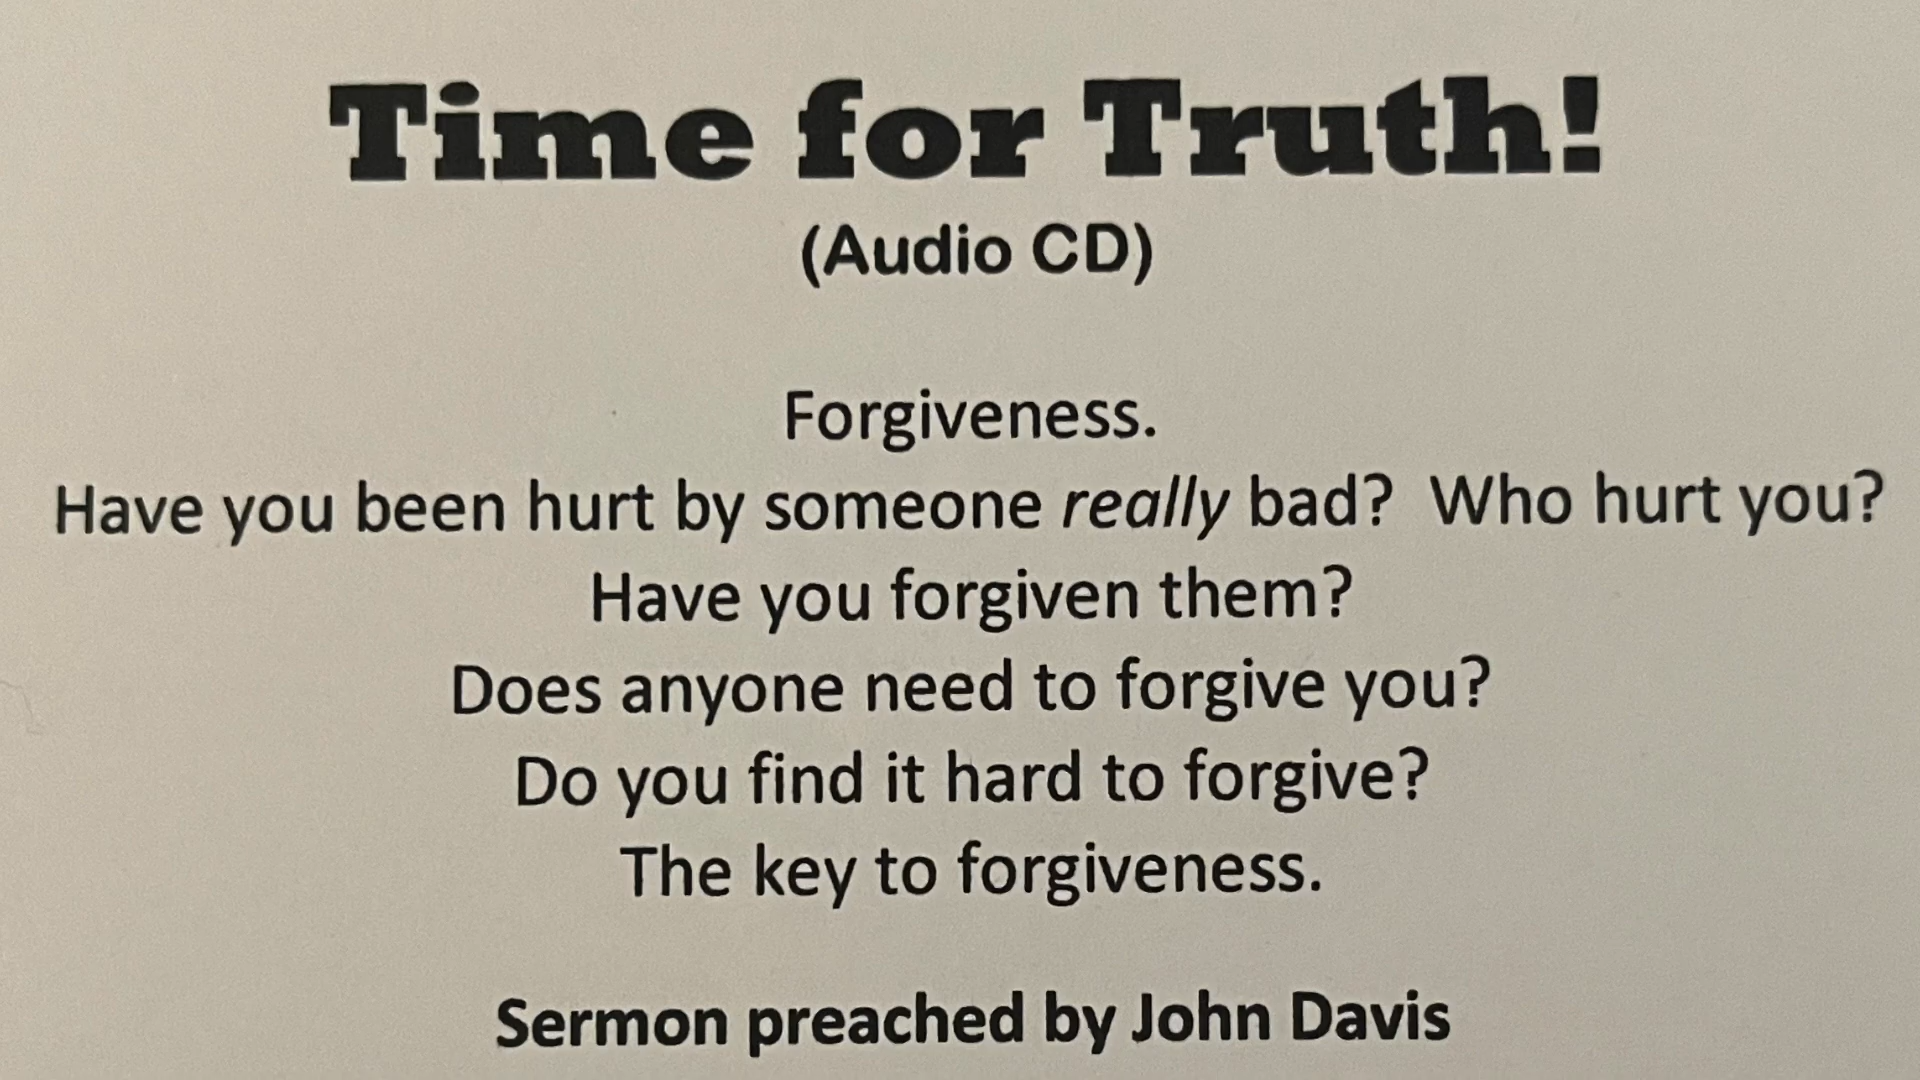 Time for Truth!
(Audio CD)
Forgiveness.
Have you been hurt by someone really bad?  Who hurt you?
Have you forgiven them?
Does anyone need to forgive you?
Do you find it hard to forgive?
The key to forgiveness.
Sermon preached by John Davis